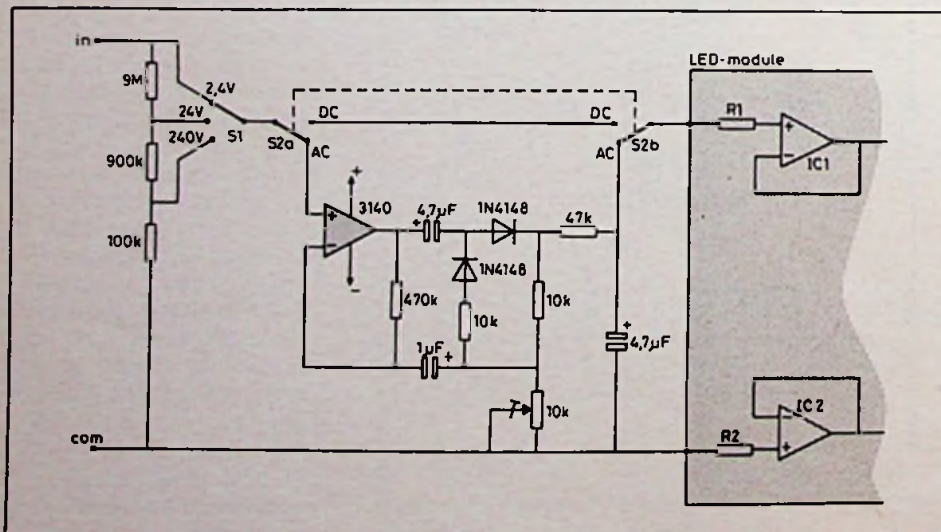 in
9M
2,4V
24V
240V
S1
900k
100k
S2a
DC
AC
DC
AC
S2b
LED-module
R1
+
−
IC1
+
3140
+
−
−
4,7μF
+
1N4148
1N4148
47k
470k
10k
10k
1μF
+
10k
+
4,7μF
com
R2
−
+
IC2